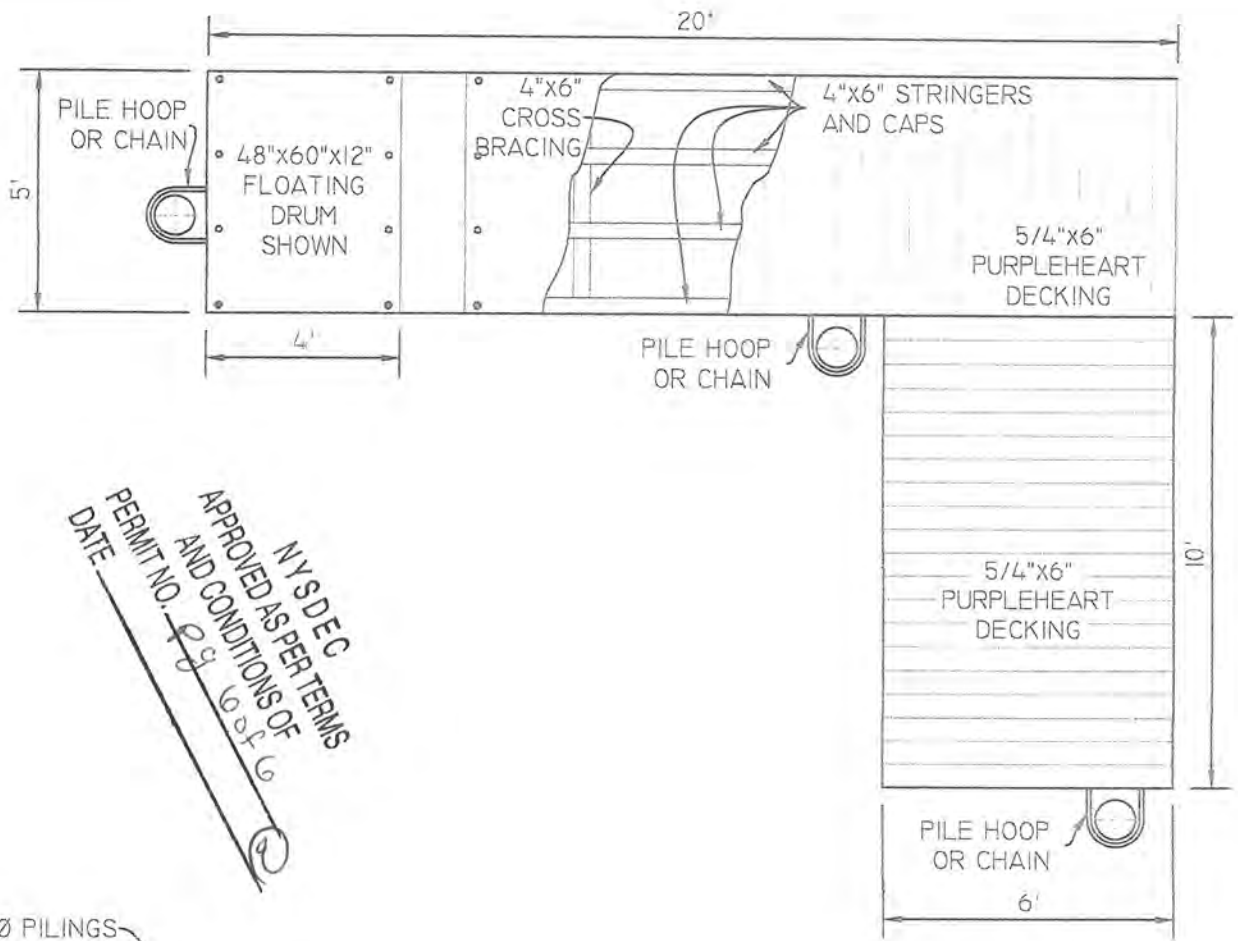 20'
PILE HOOP
OR CHAIN
5'
48"x60"x12"
FLOATING
DRUM
SHOWN
4"x6"
CROSS
BRACING
4"x6" STRINGERS
AND CAPS
5/4"x6"
PURPLEHEART
DECKING
4'
PILE HOOP
OR CHAIN
10'
5/4"x6"
PURPLEHEART
DECKING
NYSDEC
APPROVED AS PER TERMS
AND CONDITIONS OF
PERMIT NO. pg 6 of 6
DATE
PILE HOOP
OR CHAIN
6'
Ø PILINGS